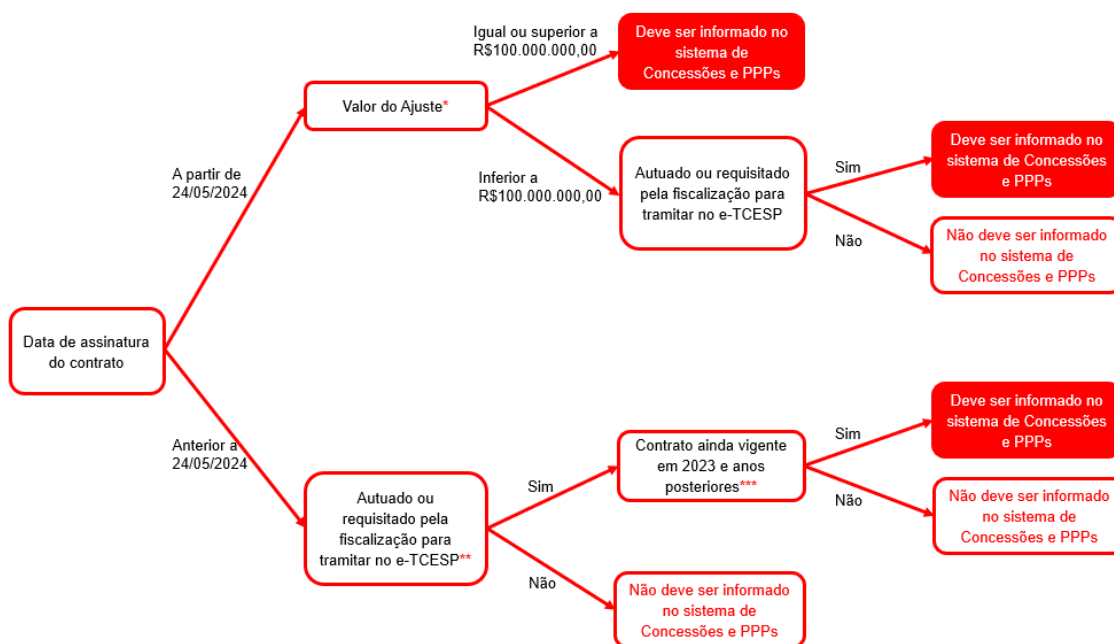 Igual ou superior a
R$100.000.000,00
Deve ser informado no
sistema de
Concessões e PPPs
Valor do Ajuste*
A partir de
24/05/2024
Inferior a
R$100.000.000,00
Autuado ou requisitado
pela fiscalização para
tramitar no e-TCESP
Sim
Deve ser informado no
sistema de Concessões
e PPPs
Não
Não deve ser informado
no sistema de
Concessões e PPPs
Data de assinatura
do contrato
Anterior a
24/05/2024
Autuado ou
requisitado pela
fiscalização para
tramitar no e-TCESP**
Sim
Contrato ainda vigente
em 2023 e anos
posteriores***
Sim
Deve ser informado no
sistema de Concessões
e PPPs
Não
Não deve ser informado
no sistema de
Concessões e PPPs
Não
Não deve ser informado
no sistema de
Concessões e PPPs